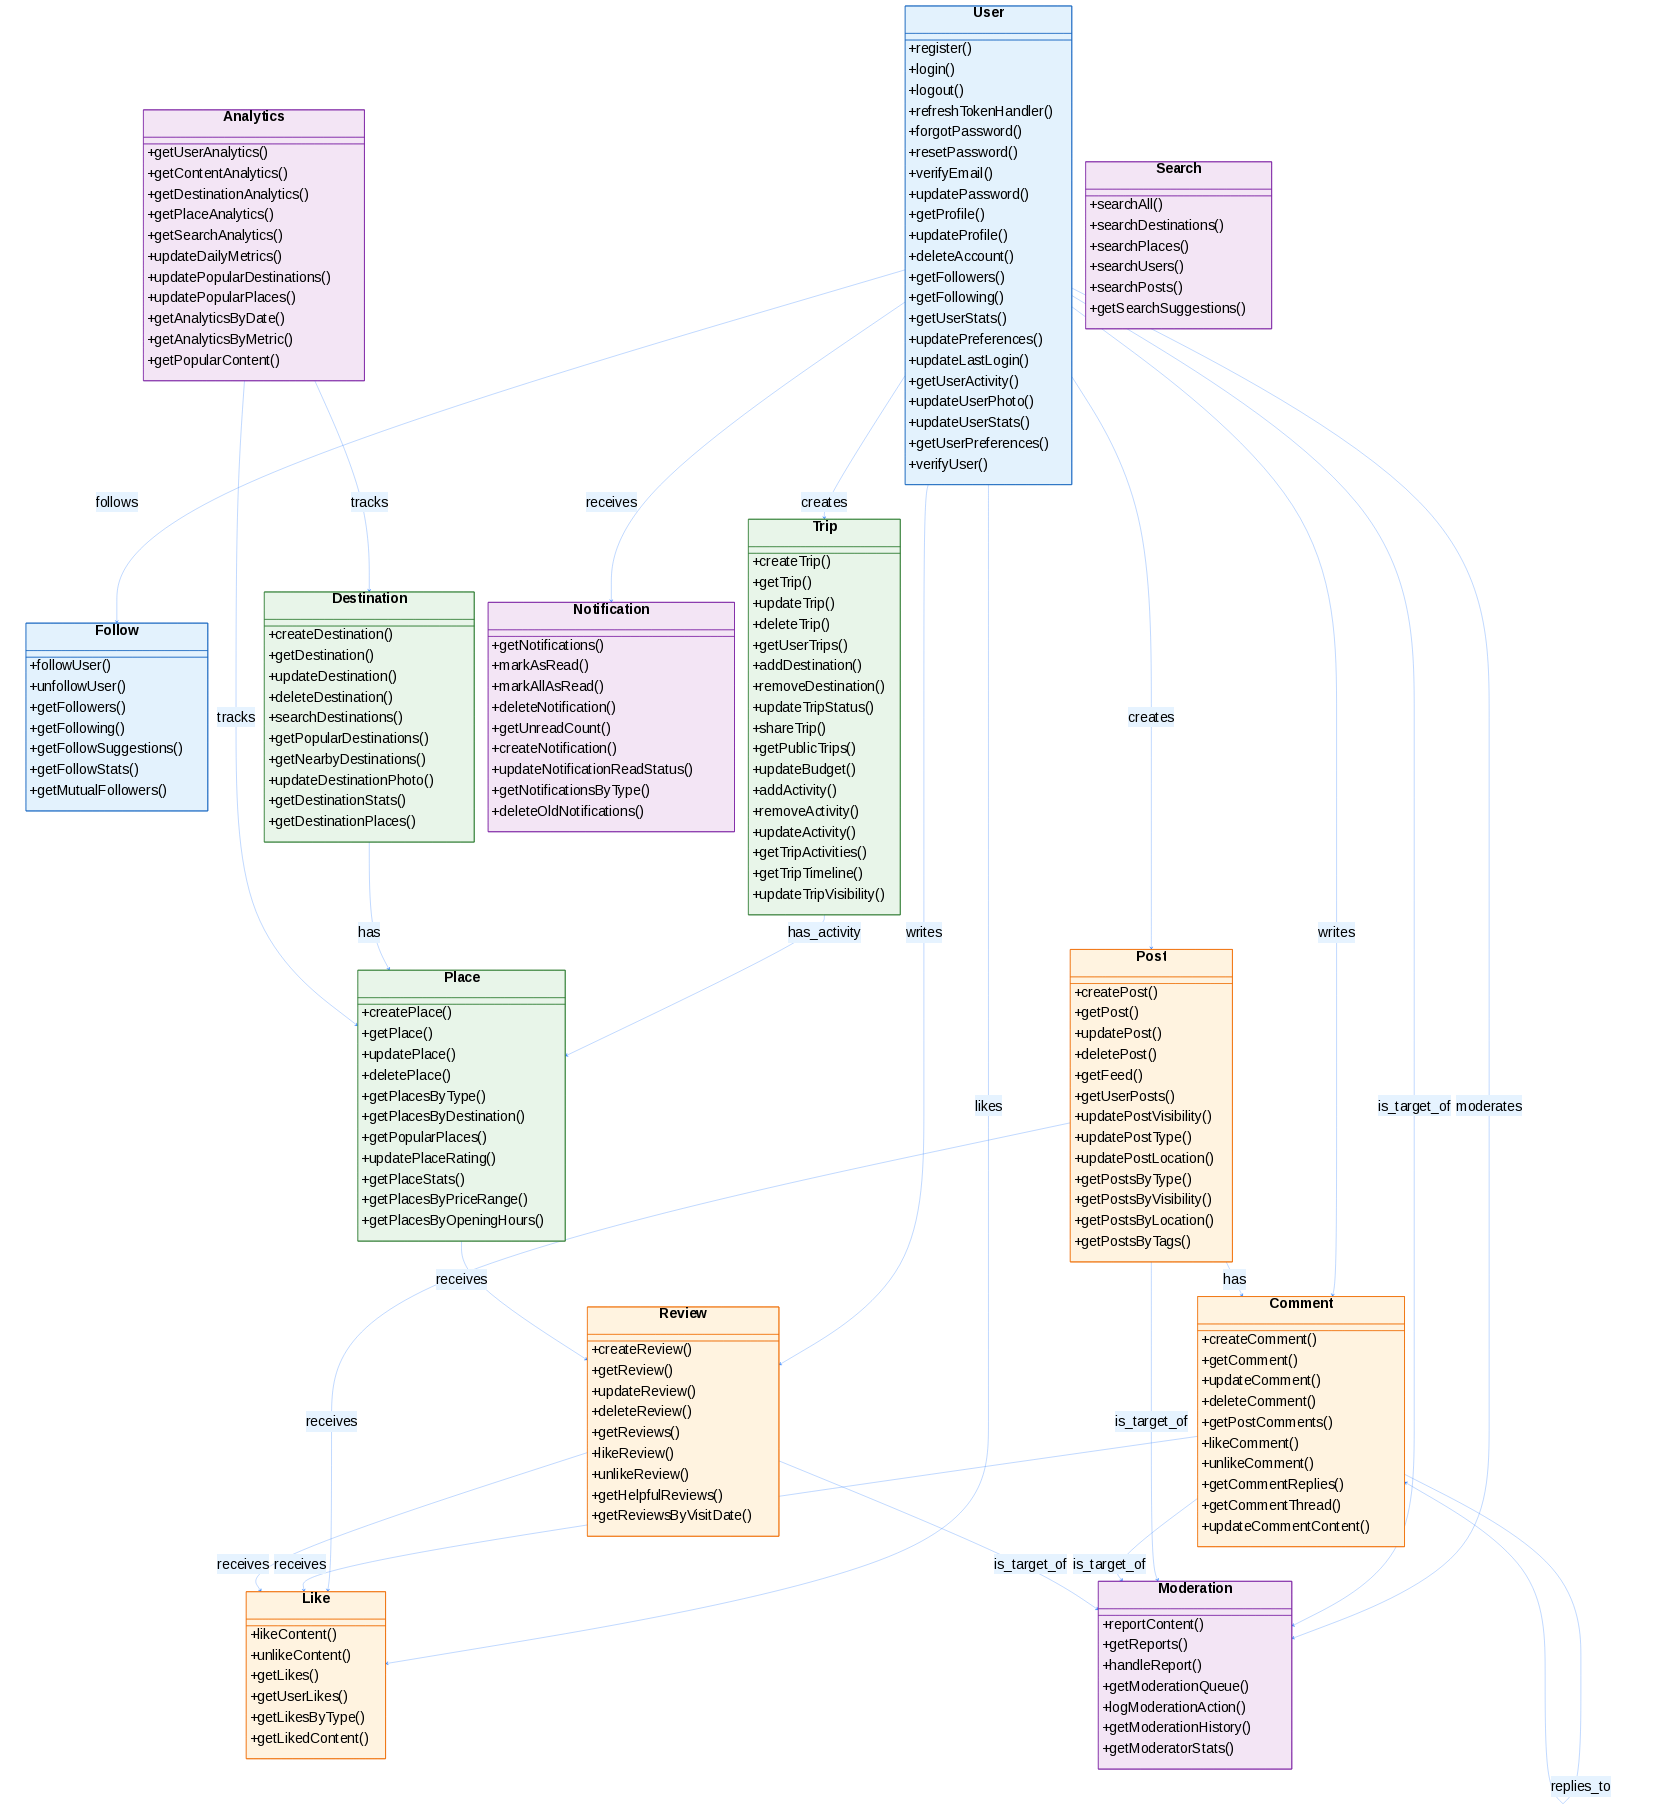 User
+register()
+login()
+logout()
+refreshTokenHandler()
+forgotPassword()
+resetPassword()
+verifyEmail()
+updatePassword()
+getProfile()
+updateProfile()
+deleteAccount()
+getFollowers()
+getFollowing()
+getUserStats()
+updatePreferences()
+updateLastLogin()
+getUserActivity()
+updateUserPhoto()
+updateUserStats()
+getUserPreferences()
+verifyUser()
Analytics
+getUserAnalytics()
+getContentAnalytics()
+getDestinationAnalytics()
+getPlaceAnalytics()
+getSearchAnalytics()
+updateDailyMetrics()
+updatePopularDestinations()
+updatePopularPlaces()
+getAnalyticsByDate()
+getAnalyticsByMetric()
+getPopularContent()
Search
+searchAll()
+searchDestinations()
+searchPlaces()
+searchUsers()
+searchPosts()
+getSearchSuggestions()
follows
tracks
receives
creates
Trip
+createTrip()
+getTrip()
+updateTrip()
+deleteTrip()
+getUserTrips()
+addDestination()
+removeDestination()
+updateTripStatus()
+shareTrip()
+getPublicTrips()
+updateBudget()
+addActivity()
+removeActivity()
+updateActivity()
+getTripActivities()
+getTripTimeline()
+updateTripVisibility()
Destination
+createDestination()
+getDestination()
+updateDestination()
+deleteDestination()
+searchDestinations()
+getPopularDestinations()
+getNearbyDestinations()
+updateDestinationPhoto()
+getDestinationStats()
+getDestinationPlaces()
Notification
+getNotifications()
+markAsRead()
+markAllAsRead()
+deleteNotification()
+getUnreadCount()
+createNotification()
+updateNotificationReadStatus()
+getNotificationsByType()
+deleteOldNotifications()
Follow
+followUser()
+unfollowUser()
+getFollowers()
+getFollowing()
+getFollowSuggestions()
+getFollowStats()
+getMutualFollowers()
tracks
creates
has
has_activity
writes
writes
Place
+createPlace()
+getPlace()
+updatePlace()
+deletePlace()
+getPlacesByType()
+getPlacesByDestination()
+getPopularPlaces()
+updatePlaceRating()
+getPlaceStats()
+getPlacesByPriceRange()
+getPlacesByOpeningHours()
Post
+createPost()
+getPost()
+updatePost()
+deletePost()
+getFeed()
+getUserPosts()
+updatePostVisibility()
+updatePostType()
+updatePostLocation()
+getPostsByType()
+getPostsByVisibility()
+getPostsByLocation()
+getPostsByTags()
likes
is_target_of
moderates
receives
has
Review
+createReview()
+getReview()
+updateReview()
+deleteReview()
+getReviews()
+likeReview()
+unlikeReview()
+getHelpfulReviews()
+getReviewsByVisitDate()
Comment
+createComment()
+getComment()
+updateComment()
+deleteComment()
+getPostComments()
+likeComment()
+unlikeComment()
+getCommentReplies()
+getCommentThread()
+updateCommentContent()
receives
is_target_of
receives
receives
is_target_of
is_target_of
Like
+likeContent()
+unlikeContent()
+getLikes()
+getUserLikes()
+getLikesByType()
+getLikedContent()
Moderation
+reportContent()
+getReports()
+handleReport()
+getModerationQueue()
+logModerationAction()
+getModerationHistory()
+getModeratorStats()
replies_to